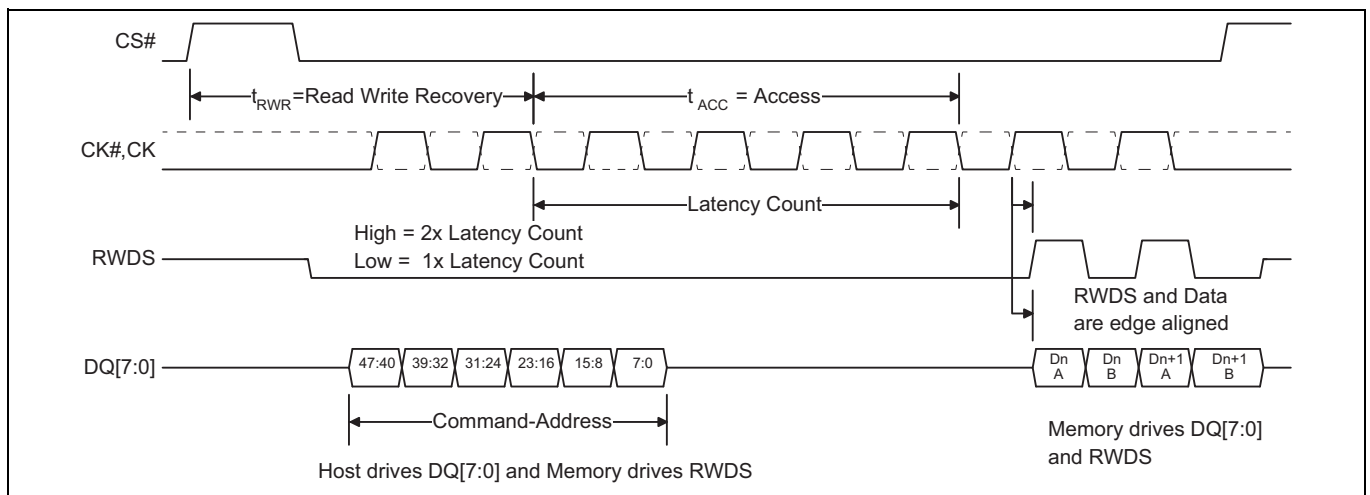 CS#
tRWR=Read Write Recovery
tACC = Access
CK#,CK
Latency Count
High = 2x Latency Count
Low = 1x Latency Count
RWDS
RWDS and Data
are edge aligned
DQ[7:0]
47:40 39:32 31:24 23:16 15:8 7:0
Dn A
Dn B
Dn+1 A
Dn+1 B
Command-Address
Memory drives DQ[7:0]
and RWDS
Host drives DQ[7:0] and Memory drives RWDS